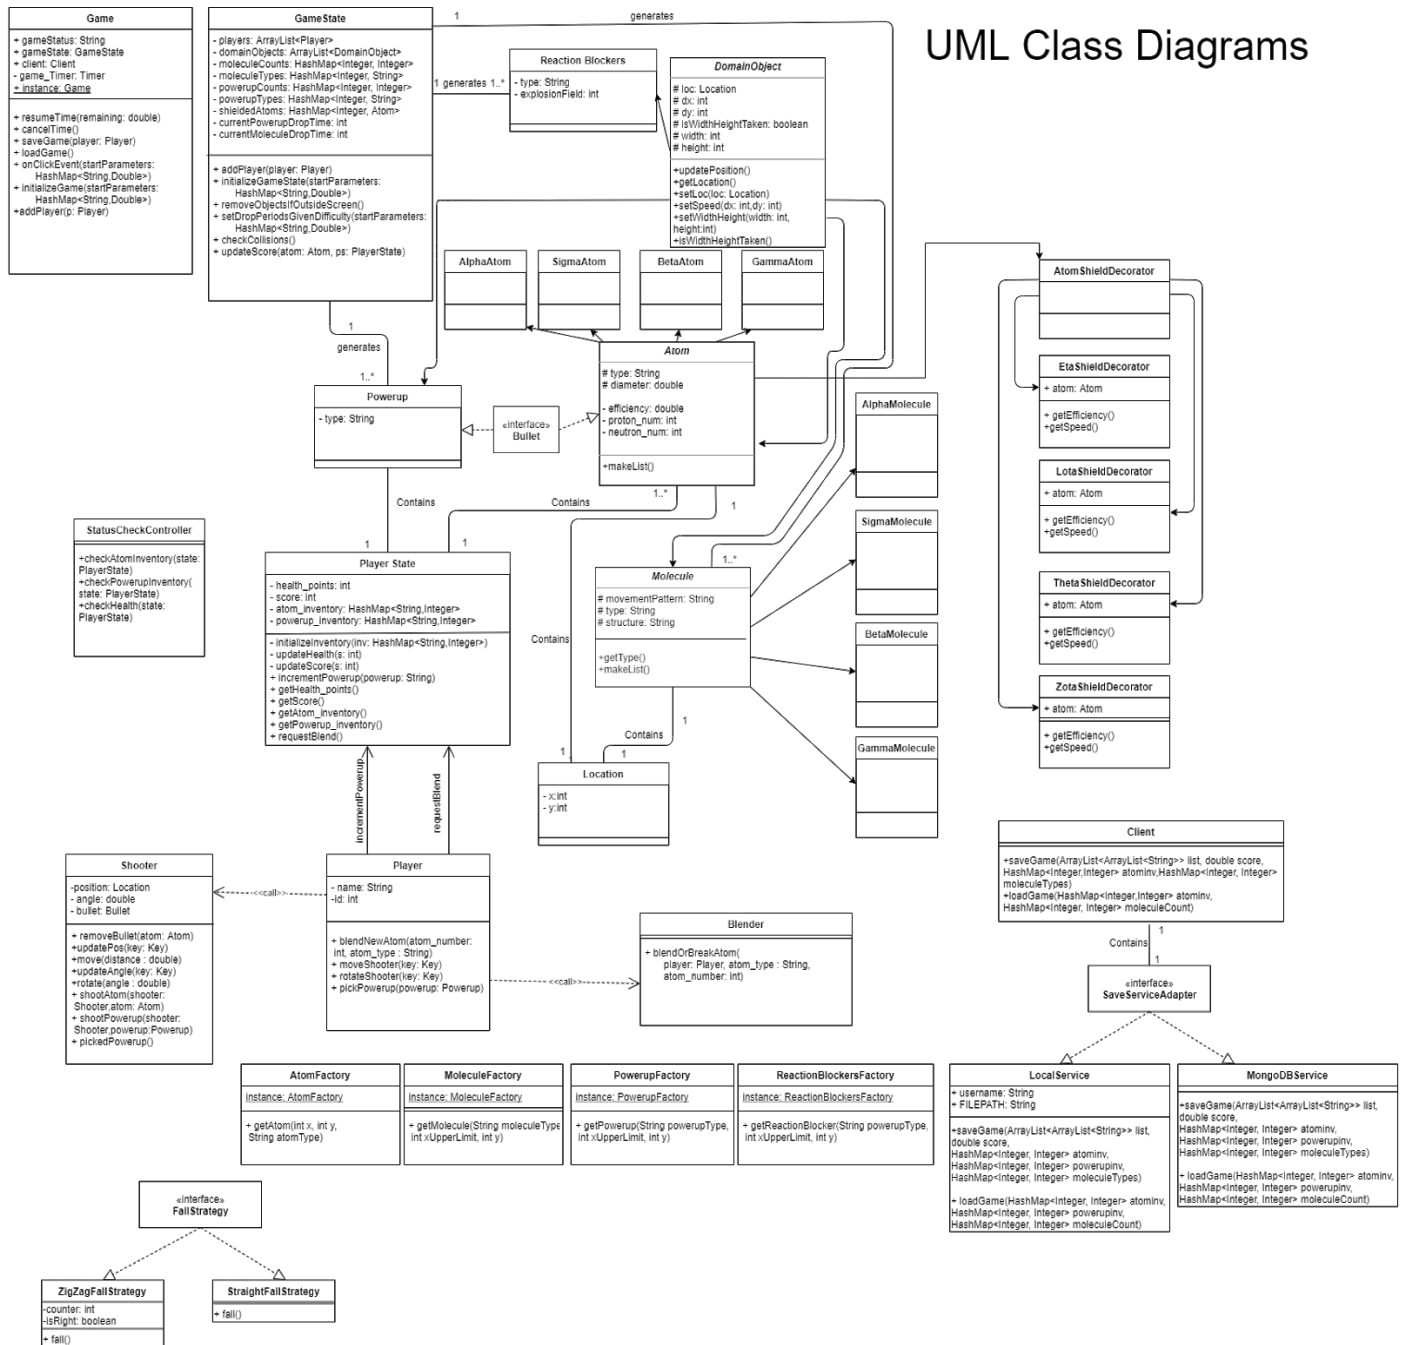 UML Class Diagrams
Game
+ gameStatus: String
+ gameState: GameState
+ client: Client
- game_Timer: Timer
+ instance: Game
+ resumeTime(remaining: double)
+ cancelTime()
+ saveGame(player: Player)
+ loadGame()
+ onClickEvent(startParameters:
HashMap<String,Double>)
+ initializeGame(startParameters:
HashMap<String,Double>)
+addPlayer(p: Player)
GameState
- players: ArrayList<Player>
- domainObjects: ArrayList<DomainObject>
- moleculeCounts: HashMap<Integer, Integer>
- moleculeTypes: HashMap<Integer, String>
- powerupCounts: HashMap<Integer, Integer>
- powerupTypes: HashMap<Integer, String>
- shieldedAtoms: HashMap<Integer, Atom>
- currentPowerupDropTime: int
- currentMoleculeDropTime: int
+ addPlayer(player: Player)
+ initializeGameState(startParameters:
HashMap<String,Double>)
+ removeObjectsIfOutsideScreen()
+ setDropPeriodsGivenDifficulty(startParameters:
HashMap<String,Double>)
+ checkCollisions()
+ updateScore(atom: Atom, ps: PlayerState)
1
generates
1 generates 1..*
Reaction Blockers
- type: String
- explosionField: int
DomainObject
# loc: Location
# dx: int
# dy: int
# isWidthHeightTaken: boolean
# width: int
# height: int
+updatePosition()
+getLocation()
+setLoc(loc: Location)
+setSpeed(dx: int,dy: int)
+setWidthHeight(width: int,
height:int)
+isWidthHeightTaken()
AlphaAtom
SigmaAtom
BetaAtom
GammaAtom
AtomShieldDecorator
1
generates
1..*
Powerup
- type: String
«interface»
Bullet
Atom
# type: String
# diameter: double
- efficiency: double
- proton_num: int
- neutron_num: int
+makeList()
EtaShieldDecorator
+ atom: Atom
+ getEfficiency()
+getSpeed()
AlphaMolecule
LotaShieldDecorator
+ atom: Atom
+ getEfficiency()
+getSpeed()
Contains
1
Contains
1..*
1
1
StatusCheckController
+checkAtomInventory(state:
PlayerState)
+checkPowerupInventory(
state: PlayerState)
+checkHealth(state:
PlayerState)
Player State
- health_points: int
- score: int
- atom_inventory: HashMap<String,Integer>
- powerup_inventory: HashMap<String,Integer>
- initializeInventory(inv: HashMap<String,Integer>)
- updateHealth(s: int)
- updateScore(s: int)
+ incrementPowerup(powerup: String)
+ getHealth_points()
+ getScore()
+ getAtom_inventory()
+ getPowerup_inventory()
+ requestBlend()
1..*
Molecule
# movementPattern: String
# type: String
# structure: String
+getType()
+makeList()
SigmaMolecule
ThetaShieldDecorator
+ atom: Atom
+ getEfficiency()
+getSpeed()
BetaMolecule
ZotaShieldDecorator
+ atom: Atom
+ getEfficiency()
+getSpeed()
GammaMolecule
Contains
1
Contains
1
1
Location
- x:int
- y:int
incrementPowerup
requestBlend
Shooter
-position: Location
- angle: double
- bullet: Bullet
+ removeBullet(atom: Atom)
+updatePos(key: Key)
+move(distance : double)
+updateAngle(key: Key)
+rotate(angle : double)
+ shootAtom(shooter:
Shooter,atom: Atom)
+ shootPowerup(shooter:
Shooter,powerup:Powerup)
+ pickedPowerup()
<<call>>
Player
- name: String
-id: int
+ blendNewAtom(atom_number:
int, atom_type : String)
+ moveShooter(key: Key)
+ rotateShooter(key: Key)
+ pickPowerup(powerup: Powerup)
<<call>>
Blender
+ blendOrBreakAtom(
player: Player, atom_type : String,
atom_number: int)
Client
+saveGame(ArrayList<ArrayList<String>> list, double score,
HashMap<Integer,Integer> atominv,HashMap<Integer, Integer>
moleculeTypes)
+loadGame(HashMap<Integer,Integer> atominv,
HashMap<Integer, Integer> moleculeCount)
1
Contains
1
«interface»
SaveServiceAdapter
AtomFactory
instance: AtomFactory
+ getAtom(int x, int y,
String atomType)
MoleculeFactory
instance: MoleculeFactory
+ getMolecule(String moleculeType
int xUpperLimit, int y)
PowerupFactory
instance: PowerupFactory
+ getPowerup(String powerupType,
int xUpperLimit, int y)
ReactionBlockersFactory
instance: ReactionBlockersFactory
+ getReactionBlocker(String powerupType,
int xUpperLimit, int y)
LocalService
+ username: String
+ FILEPATH: String
+saveGame(ArrayList<ArrayList<String>> list,
double score,
HashMap<Integer, Integer> atominv,
HashMap<Integer, Integer> powerupinv,
HashMap<Integer, Integer> moleculeTypes)
+ loadGame(HashMap<Integer, Integer> atominv,
HashMap<Integer, Integer> powerupinv,
HashMap<Integer, Integer> moleculeCount)
MongoDBService
+saveGame(ArrayList<ArrayList<String>> list,
double score,
HashMap<Integer, Integer> atominv,
HashMap<Integer, Integer> powerupinv,
HashMap<Integer, Integer> moleculeTypes)
+ loadGame(HashMap<Integer, Integer> atominv,
HashMap<Integer, Integer> powerupinv,
HashMap<Integer, Integer> moleculeCount)
«interface»
FallStrategy
ZigZagFallStrategy
-counter: int
-isRight: boolean
+ fall()
StraightFallStrategy
+ fall()